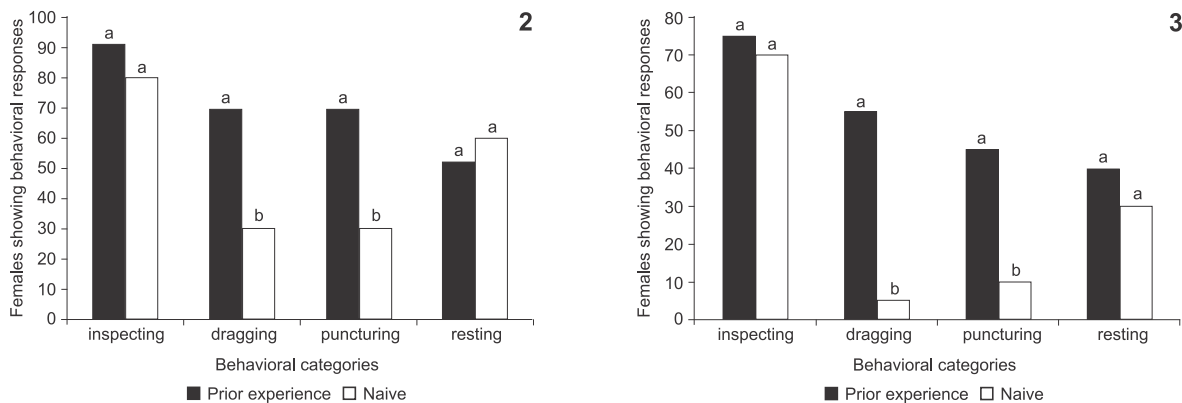 2
Females showing behavioral responses
100
90
80
70
60
50
40
30
20
10
0
a
a
a
b
a
b
a
a
inspecting dragging puncturing resting
Behavioral categories
Prior experience Naive
3
Females showing behavioral responses
80
70
60
50
40
30
20
10
0
a
a
a
b
a
b
a
a
inspecting dragging puncturing resting
Behavioral categories
Prior experience Naive